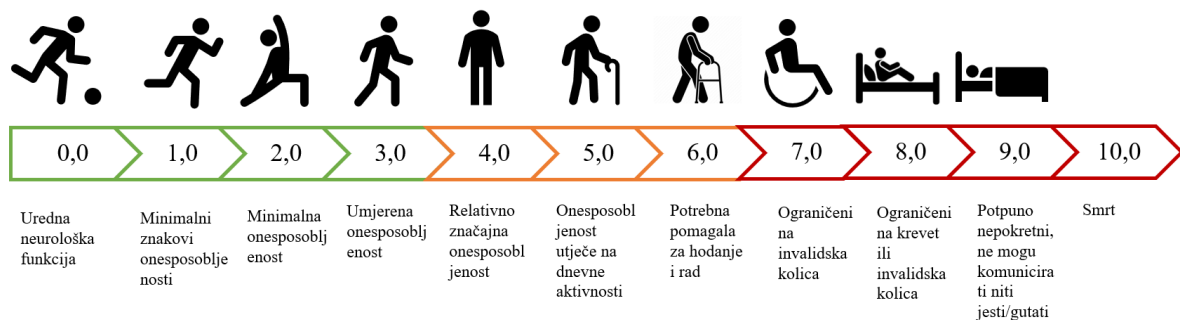 0,0
1,0
2,0
3,0
4,0
5,0
6,0
7,0
8,0
9,0
10,0
Uredna
neurološka
funkcija
Minimalni
znakovi
onesposoblje
nosti
Minimalna
onesposoblj
enost
Umjerena
onesposoblj
enost
Relativno
značajna
onesposobl
jenost
Onesposobl
jenost
utječe na
dnevne
aktivnosti
Potrebna
pomagala
za hodanje
i rad
Ograničeni
na
invalidska
kolica
Ograničeni
na krevet
ili
invalidska
kolica
Potpuno
nepokretni,
ne mogu
komunicira
ti niti
jesti/gutati
Smrt